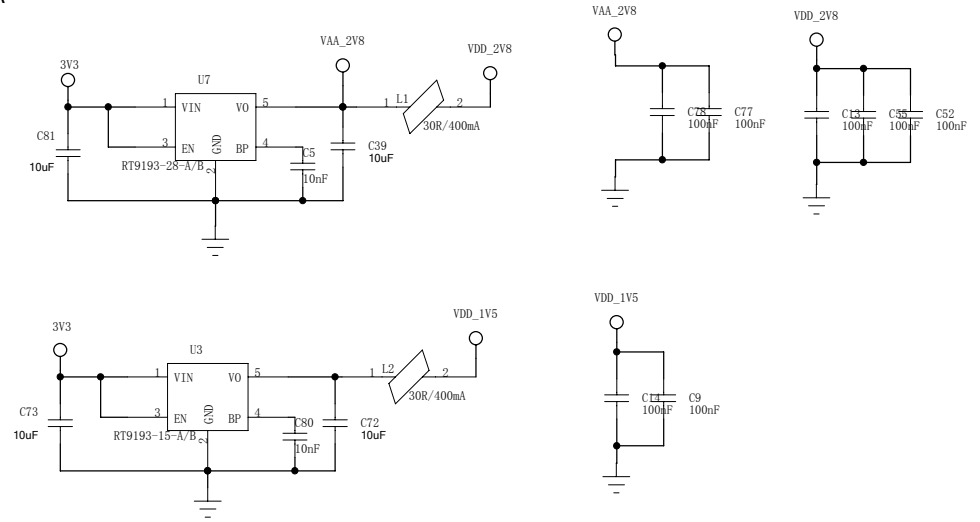 VAA_2V8
VDD_2V8
VAA_2V8
VDD_2V8
3V3
U7
1 VIN VO 5
1 L1 2
30R/400mA
C81
10uF
3 EN GND BP 4
2
RT9193-28-A/B
C5
10nF
C39
10uF
C78
100nF
C77
100nF
C13
100nF
C55
100nF
C52
100nF
3V3
U3
VDD_1V5
VDD_1V5
1 VIN VO 5
1 L2 2
30R/400mA
C73
10uF
3 EN GND BP 4
2
RT9193-15-A/B
C80
10nF
C72
10uF
C14
100nF
C9
100nF